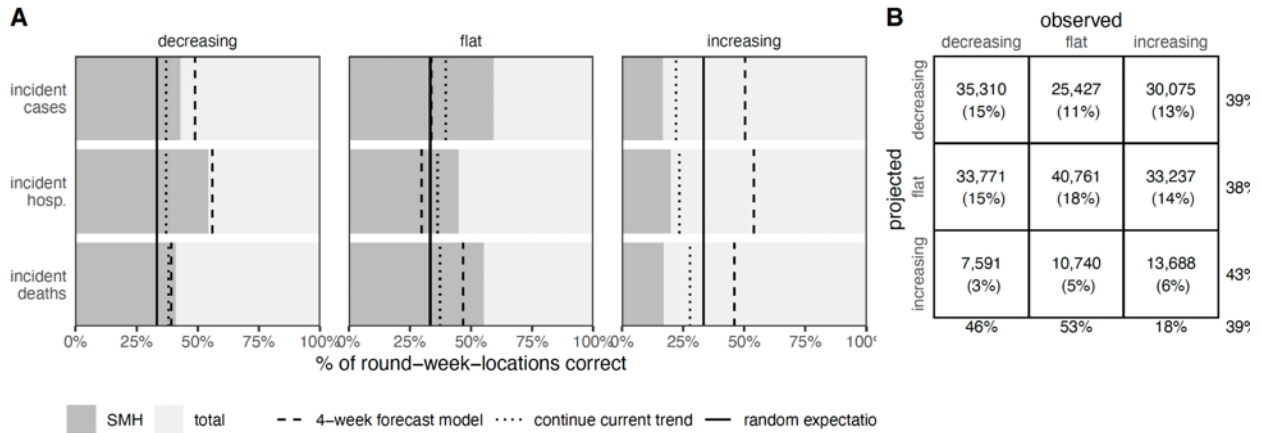 A
decreasing
flat
increasing
incident
cases
incident
hosp.
incident
deaths
0% 25% 50% 75% 100%
0% 25% 50% 75% 100%
25% 50% 75% 100%
% of round−week−locations correct
SMH total 4−week forecast model continue current trend random expectatio
B
observed
decreasing flat increasing
projected
decreasing
35,310 25,427 30,075
(15%) (11%) (13%)
39%
flat
33,771 40,761 33,237
(15%) (18%) (14%)
38%
increasing
7,591 10,740 13,688
(3%) (5%) (6%)
43%
46% 53% 18% 39%